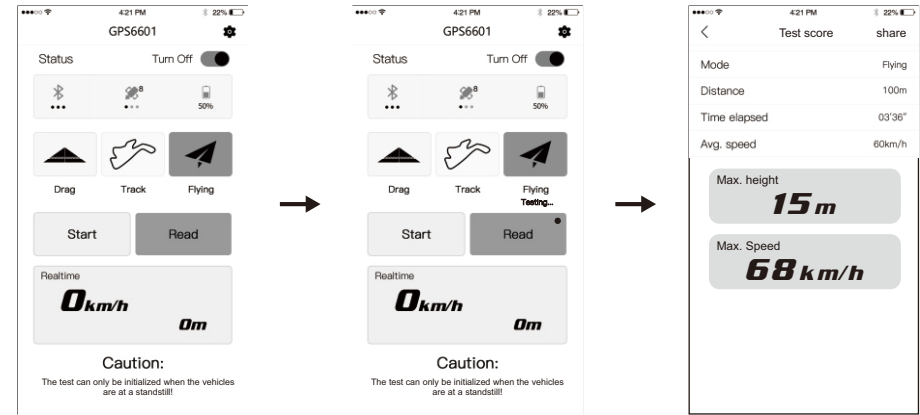 4:21 PM 22%
GPS6601
Status Turn Off
8
50%
Drag Track Flying
Start Read
Realtime
0km/h
0m
Caution:
The test can only be initialized when the vehicles
are at a standstill!
4:21 PM 22%
GPS6601
Status Turn Off
8
50%
Drag Track Flying
Testing...
Start Read
Realtime
0km/h
0m
Caution:
The test can only be initialized when the vehicles
are at a standstill!
4:21 PM 22%
Test score share
Mode Flying
Distance 100m
Time elapsed 03'36"
Avg. speed 60km/h
Max. height
15 m
Max. Speed
68 km/h